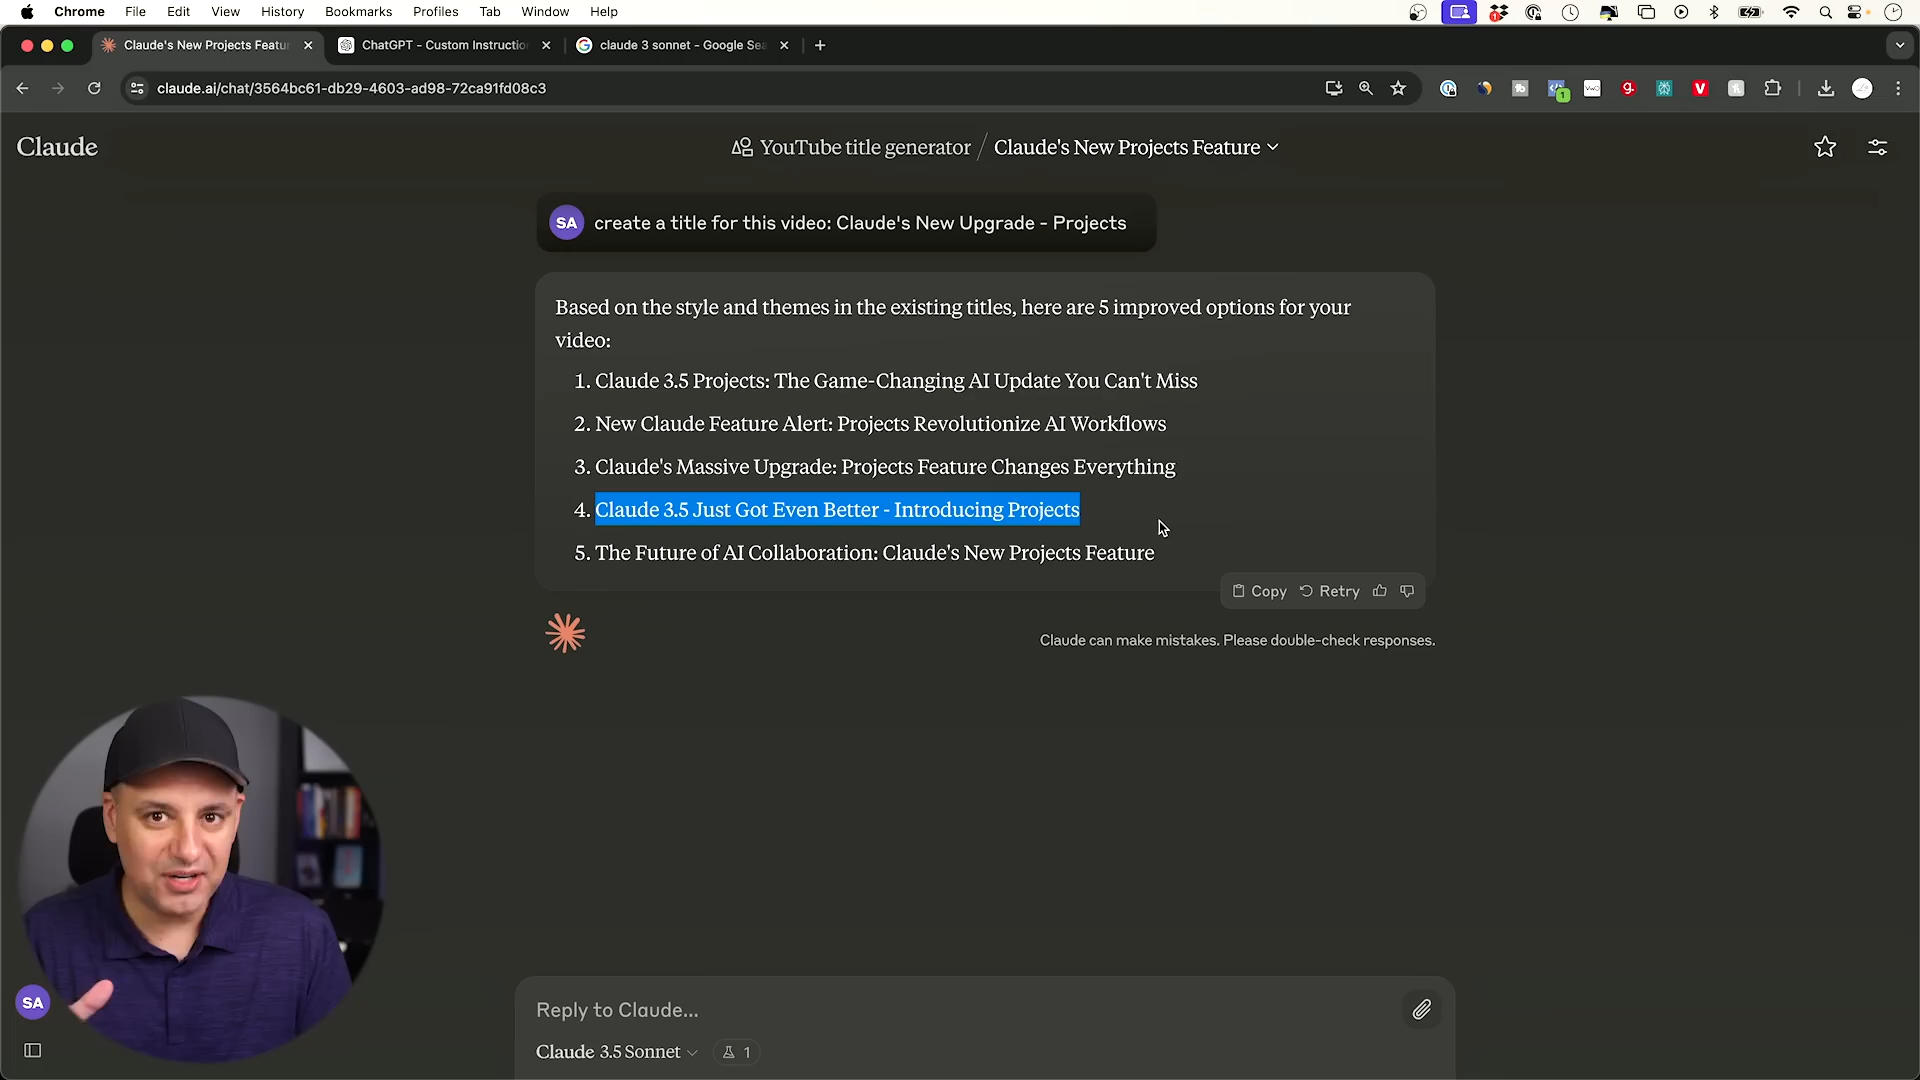 Chrome File Edit View History Bookmarks Profiles Tab Window Help
Claude's New Projects Featu
ChatGPT - Custom Instructio
claude 3 sonnet - Google Sea
claude.ai/chat/3564bc61-db29-4603-ad98-72ca91fd08c3
Claude
YouTube title generator / Claude's New Projects Feature
SA create a title for this video: Claude's New Upgrade - Projects
Based on the style and themes in the existing titles, here are 5 improved options for your
video:
1. Claude 3.5 Projects: The Game-Changing AI Update You Can't Miss
2. New Claude Feature Alert: Projects Revolutionize AI Workflows
3. Claude's Massive Upgrade: Projects Feature Changes Everything
4. Claude 3.5 Just Got Even Better - Introducing Projects
5. The Future of AI Collaboration: Claude's New Projects Feature
Copy Retry
Claude can make mistakes. Please double-check responses.
SA
Reply to Claude...
Claude 3.5 Sonnet 1